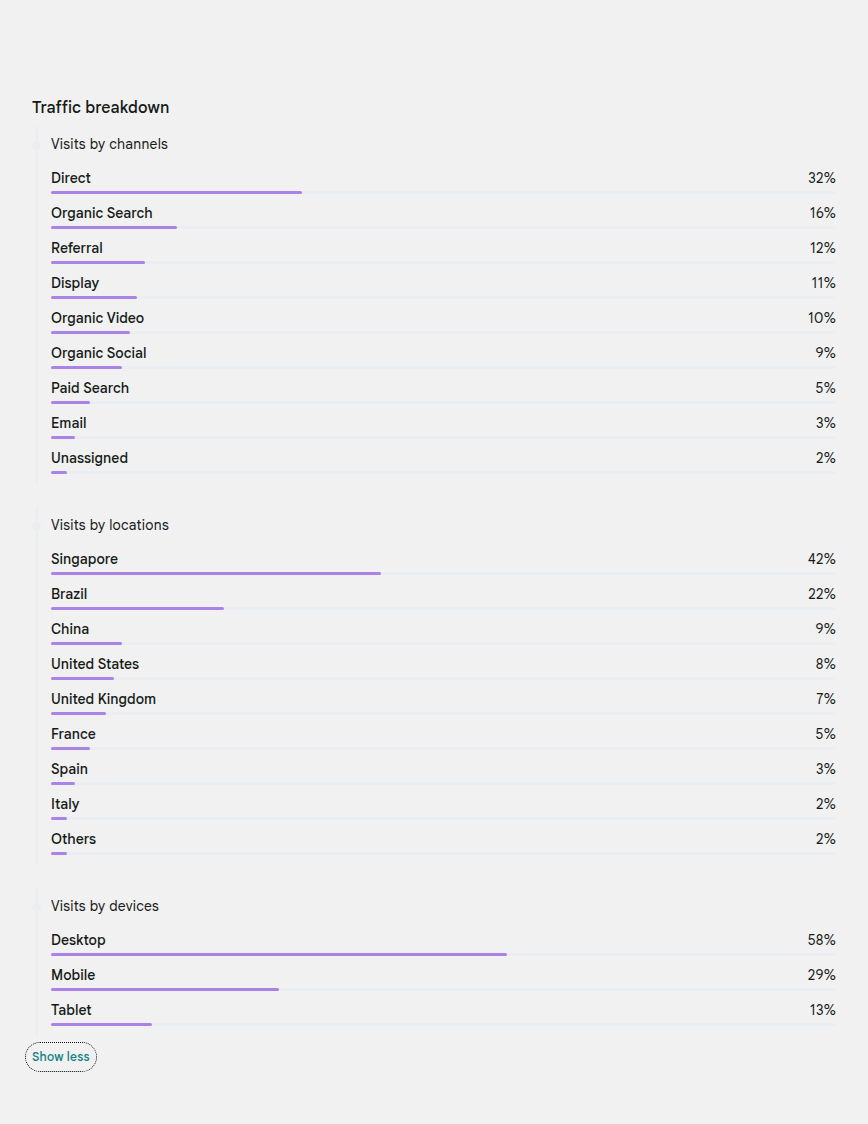 Traffic breakdown
Visits by channels
Direct 32%
Organic Search 16%
Referral 12%
Display 11%
Organic Video 10%
Organic Social 9%
Paid Search 5%
Email 3%
Unassigned 2%
Visits by locations
Singapore 42%
Brazil 22%
China 9%
United States 8%
United Kingdom 7%
France 5%
Spain 3%
Italy 2%
Others 2%
Visits by devices
Desktop 58%
Mobile 29%
Tablet 13%
Show less